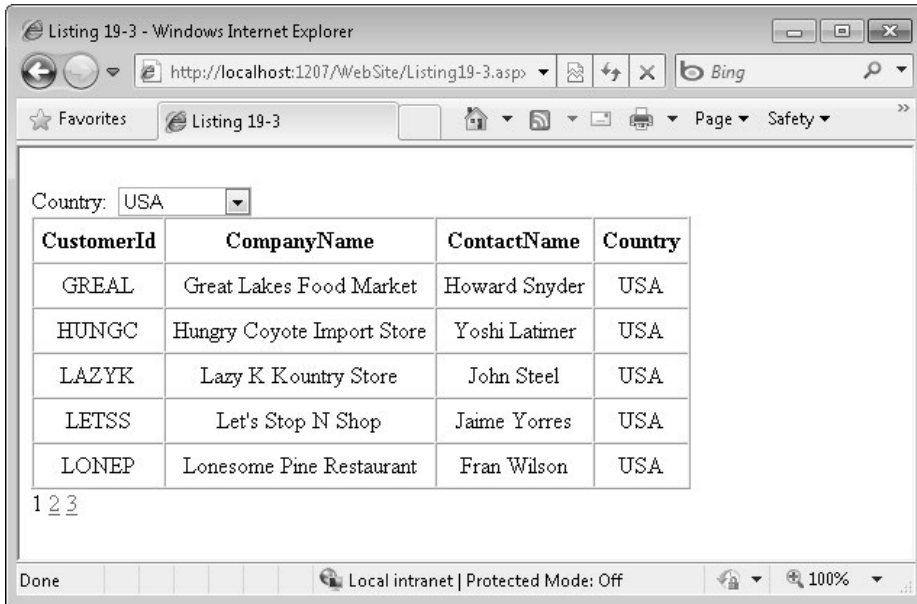 Listing 19-3 - Windows Internet Explorer
http://localhost:1207/WebSite/Listing19-3.asp
Bing
Favorites Listing 19-3 Page Safety »
Country: USA
CustomerId CompanyName ContactName Country
GREAL Great Lakes Food Market Howard Snyder USA
HUNGC Hungry Coyote Import Store Yoshi Latimer USA
LAZYK Lazy K Kountry Store John Steel USA
LETSS Let's Stop N Shop Jaime Yorres USA
LONEP Lonesome Pine Restaurant Fran Wilson USA
1 2 3
Done Local intranet | Protected Mode: Off 100%